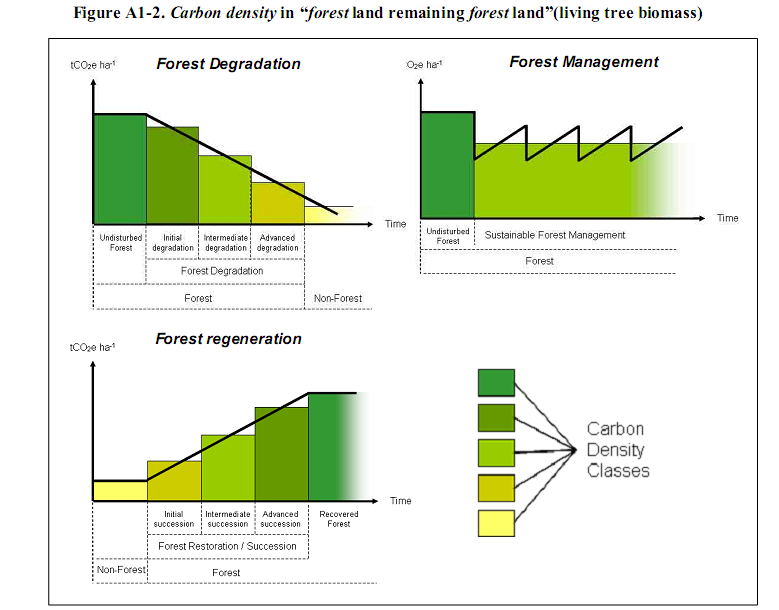 Figure A1-2. Carbon density in “forest land remaining forest land”(living tree biomass)
tCO2e ha-1
Forest Degradation
Time
Undisturbed
Forest
Initial
degradation
Intermediate
degradation
Advanced
degradation
Forest Degradation
Forest
Non-Forest
O2e ha-1
Forest Management
Time
Undisturbed
Forest
Sustainable Forest Management
Forest
tCO2e ha-1
Forest regeneration
Time
Initial
succession
Intermediate
succession
Advanced
succession
Recovered
Forest
Forest Restoration / Succession
Non-Forest
Forest
Carbon
Density
Classes